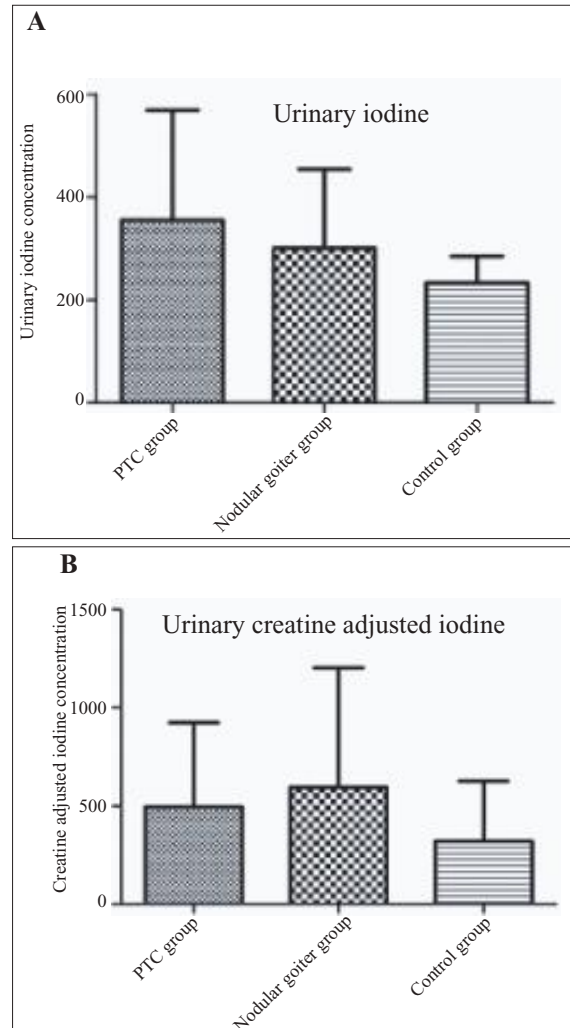 A
Urinary iodine
Urinary iodine concentration
600
400
200
0
PTC group
Nodular goiter group
Control group
B
Urinary creatine adjusted iodine
Creatine adjusted iodine concentration
1500
1000
500
0
PTC group
Nodular goiter group
Control group